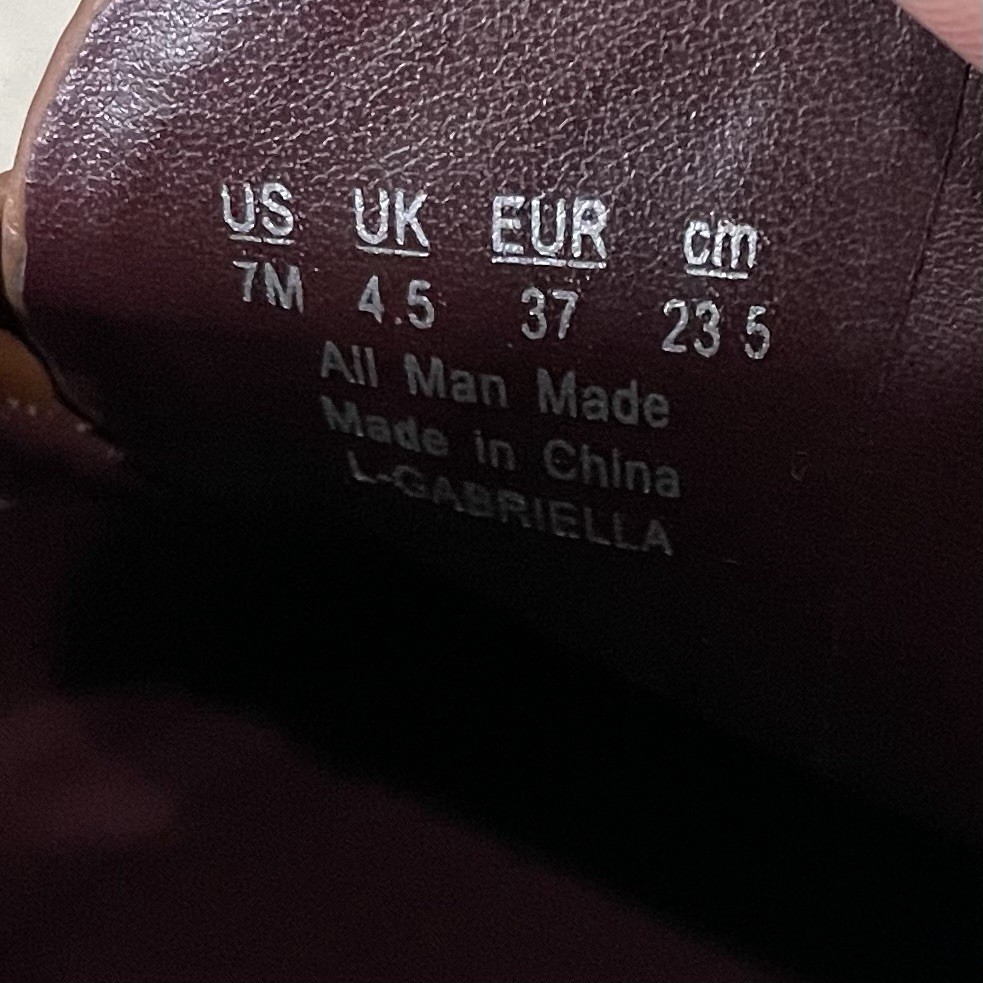 US UK EUR cm
7M 4.5 37 23 5
All Man Made
Made in China
L-GABRIELLA